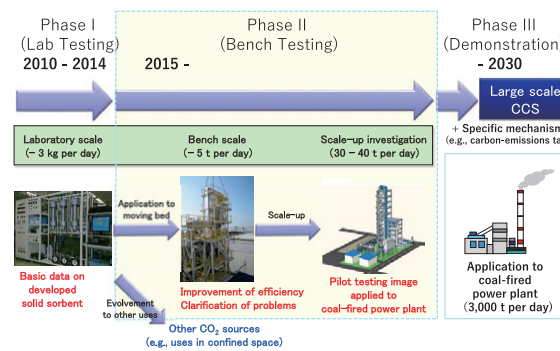 Phase I
(Lab Testing)
2010 - 2014
Phase II
(Bench Testing)
2015 -
Phase III
(Demonstration
- 2030
Large scale
CCS
+ Specific mechanism
(e.g., carbon-emissions ta
Laboratory scale
(~ 3 kg per day)
Bench scale
(~ 5 t per day)
Scale-up investigation
(30 - 40 t per day)
Application to
moving bed
Scale-up
Basic data on
developed
solid sorbent
Evolvement
to other uses
Improvement of efficiency
Clarification of problems
Pilot testing image
applied to
coal-fired power plant
Application to
coal-fired
power plant
(3,000 t per day)
Other CO₂ sources
(e.g., uses in confined space)